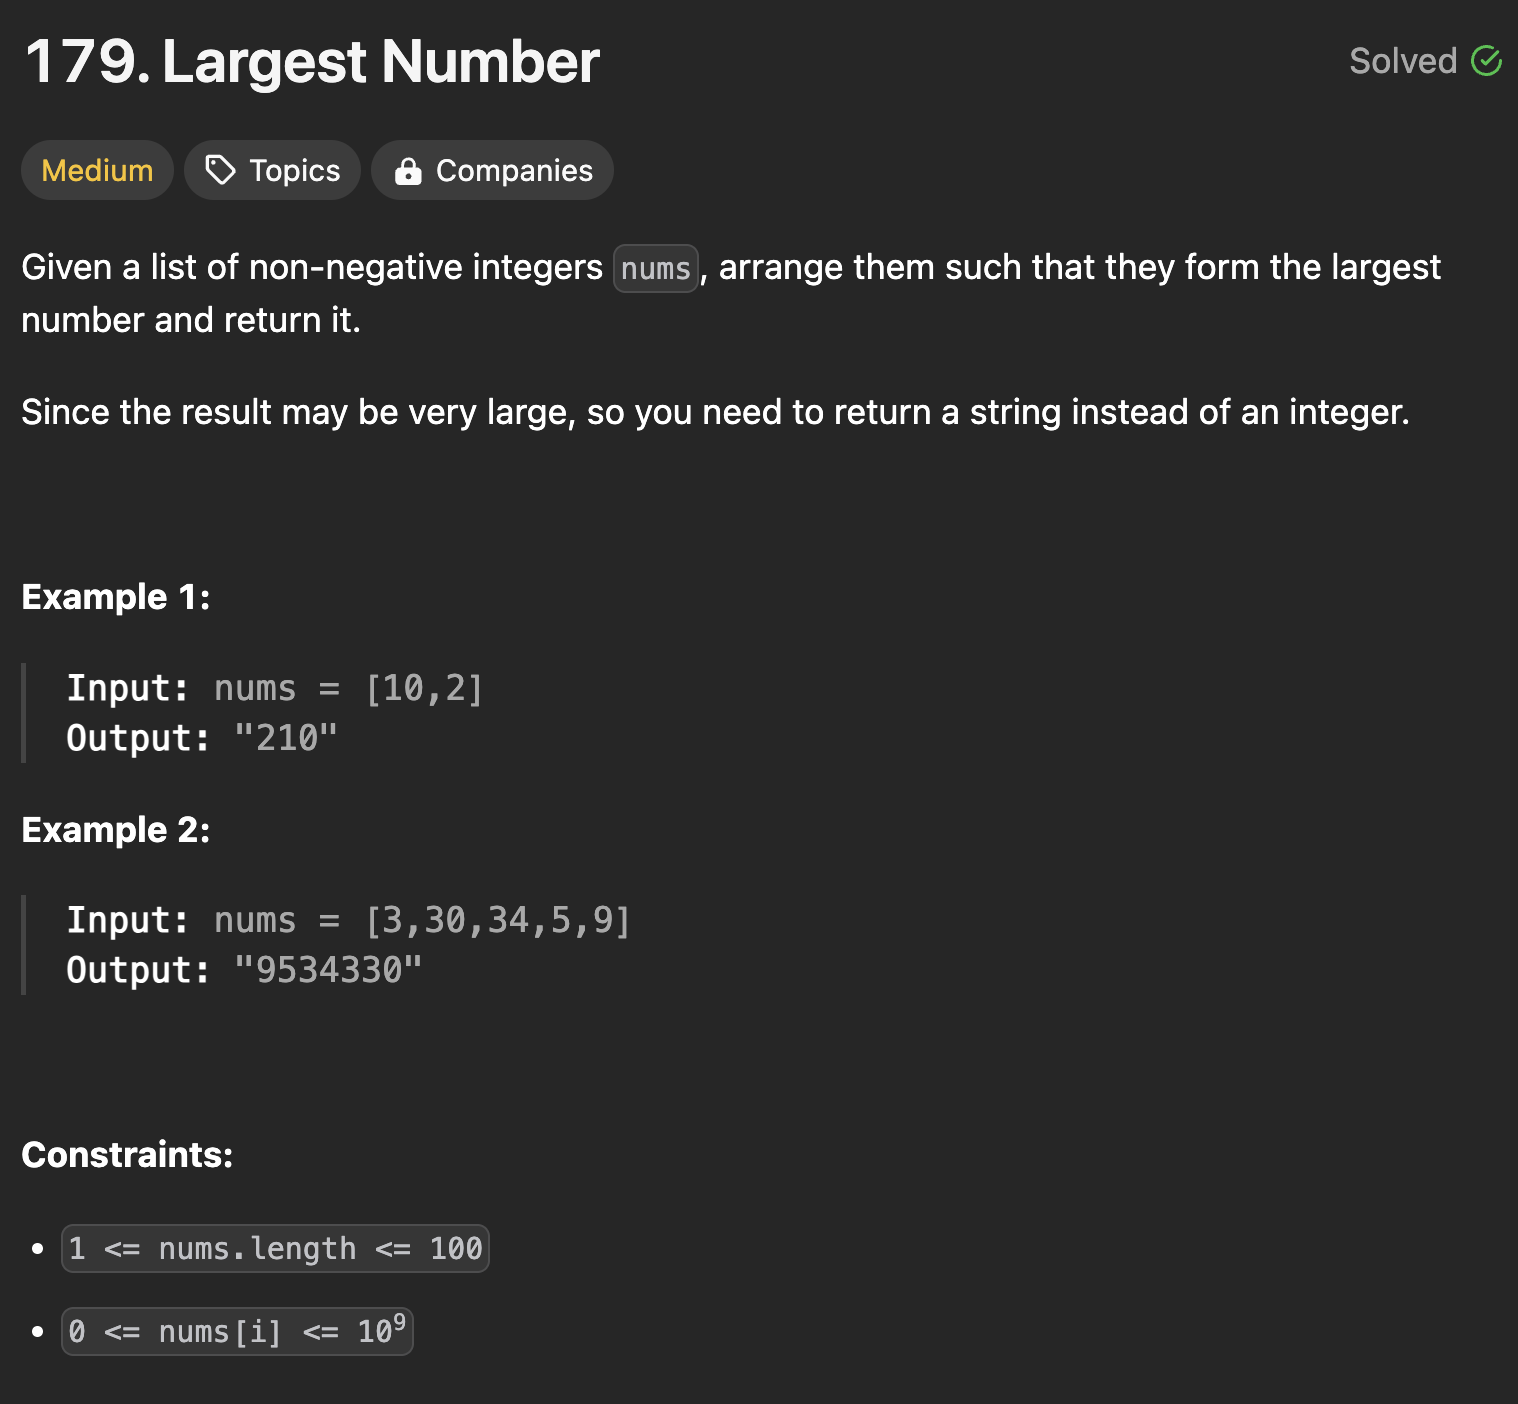 179. Largest Number
Solved
Medium
Topics
Companies
Given a list of non-negative integers nums, arrange them such that they form the largest
number and return it.
Since the result may be very large, so you need to return a string instead of an integer.
Example 1:
Input: nums = [10,2]
Output: "210"
Example 2:
Input: nums = [3,30,34,5,9]
Output: "9534330"
Constraints:
• 1 <= nums.length <= 100
• 0 <= nums[i] <= 10⁹